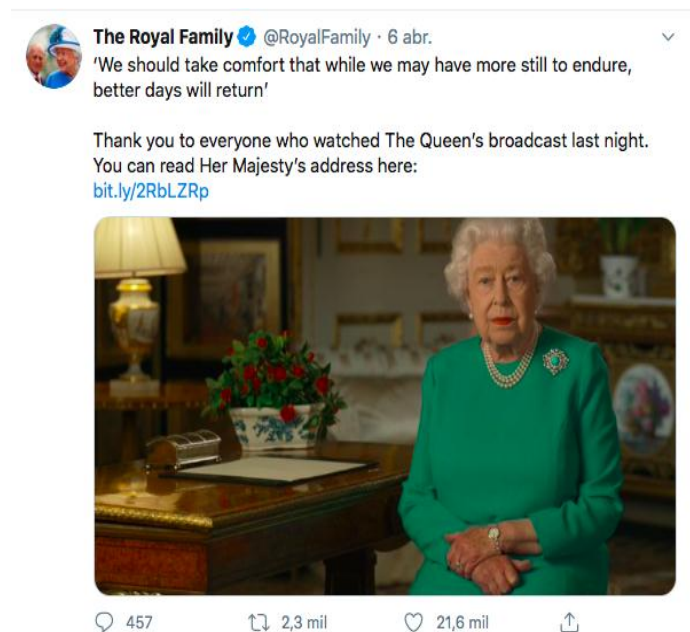 The Royal Family @RoyalFamily · 6 abr.
'We should take comfort that while we may have more still to endure,
better days will return'
Thank you to everyone who watched The Queen's broadcast last night.
You can read Her Majesty's address here:
bit.ly/2RbLZRp
457 2,3 mil 21,6 mil